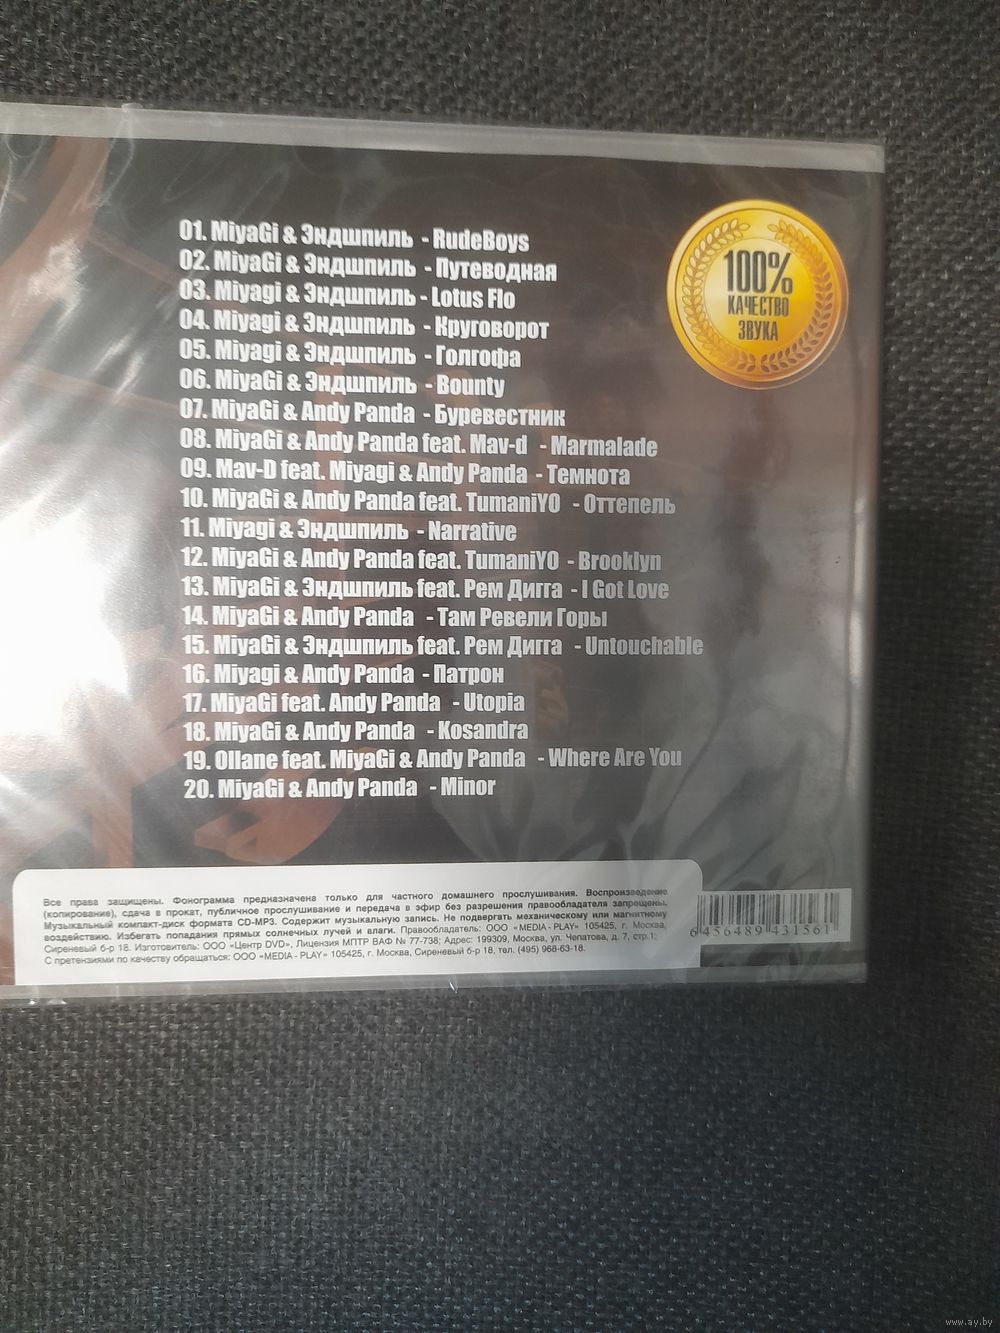 01. MiyaGi & Эндшпиль - RudeBoys
02. MiyaGi & Эндшпиль - Путеводная
03. Miyagi & Эндшпиль - Lotus Flo
04. Miyagi & Эндшпиль - Круговорот
05. Miyagi & Эндшпиль - Голгофа
06. MiyaGi & Эндшпиль - Bounty
07. MiyaGi & Andy Panda - Буревестник
08. MiyaGi & Andy Panda feat. Mav-d - Marmalade
09. Mav-D feat. Miyagi & Andy Panda - Темнота
10. MiyaGi & Andy Panda feat. TumaniYO - Оттепель
11. Miyagi & Эндшпиль - Narrative
12. MiyaGi & Andy Panda feat. TumaniYO - Brooklyn
13. MiyaGi & Эндшпиль feat. Рем Дигга - I Got Love
14. MiyaGi & Andy Panda - Там Ревели Горы
15. MiyaGi & Эндшпиль feat. Рем Дигга - Untouchable
16. Miyagi & Andy Panda - Патрон
17. MiyaGi feat. Andy Panda - Utopia
18. MiyaGi & Andy Panda - Kosandra
19. Ollane feat. MiyaGi & Andy Panda - Where Are You
20. MiyaGi & Andy Panda - Minor
100%
КАЧЕСТВО
ЗВУКА
Все права защищены. Фонограмма предназначена только для частного домашнего прослушивания. Воспроизведение
(копирование), сдача в прокат, публичное прослушивание и передача в эфир без разрешения правообладателя запрещены.
Музыкальный компакт-диск формата CD-MP3. Содержит музыкальную запись. Не подвергать механическому или магнитному
воздействию. Избегать попадания прямых солнечных лучей и влаги. Правообладатель: ООО «MEDIA - PLAY» 105425, г. Москва,
Сиреневый б-р 18. Изготовитель: ООО «Центр DVD», Лицензия МПТР ВАФ № 77-738; Адрес: 199309, Москва, ул. Чепатова, д. 7, стр.1;
С претензиями по качеству обращаться: ООО «MEDIA - PLAY» 105425, г. Москва, Сиреневый б-р 18, тел. (495) 968-63-18.
6 456489 431561
www.ay.by